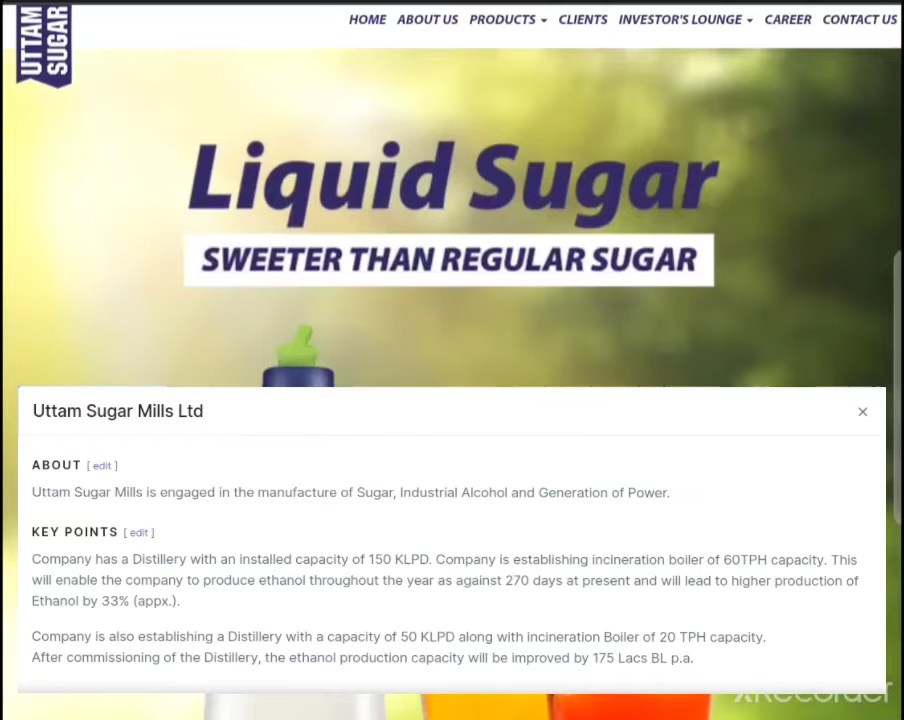 UTTAM
SUGAR
HOME ABOUT US PRODUCTS CLIENTS INVESTOR'S LOUNGE CAREER CONTACT US
Liquid Sugar
SWEETER THAN REGULAR SUGAR
Uttam Sugar Mills Ltd ×
ABOUT [ edit ]
Uttam Sugar Mills is engaged in the manufacture of Sugar, Industrial Alcohol and Generation of Power.
KEY POINTS [ edit ]
Company has a Distillery with an installed capacity of 150 KLPD. Company is establishing incineration boiler of 60TPH capacity. This
will enable the company to produce ethanol throughout the year as against 270 days at present and will lead to higher production of
Ethanol by 33% (appx.).
Company is also establishing a Distillery with a capacity of 50 KLPD along with incineration Boiler of 20 TPH capacity.
After commissioning of the Distillery, the ethanol production capacity will be improved by 175 Lacs BL p.a.